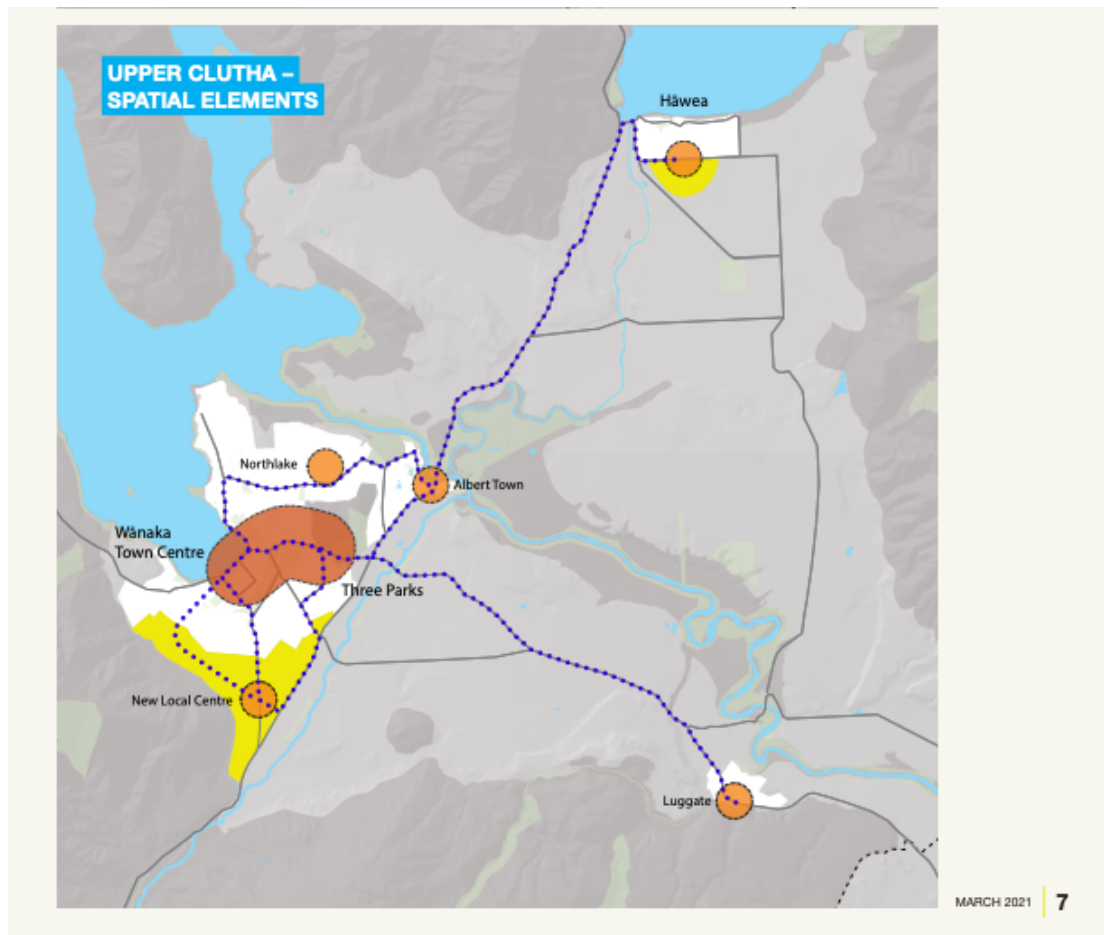 UPPER CLUTHA –
SPATIAL ELEMENTS
Hāwea
Northlake
Albert Town
Wānaka
Town Centre
Three Parks
New Local Centre
Luggate
MARCH 2021 7